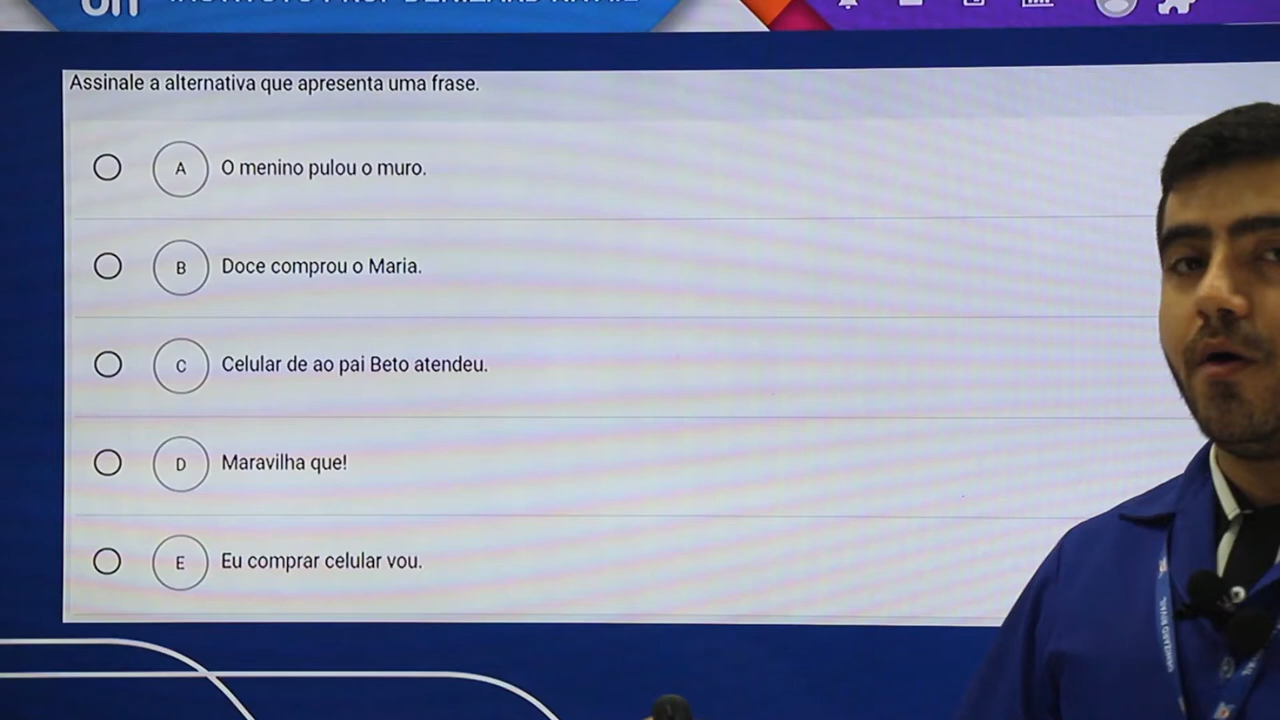 Assinale a alternativa que apresenta uma frase.
A O menino pulou o muro.
B Doce comprou o Maria.
C Celular de ao pai Beto atendeu.
D Maravilha que!
E Eu comprar celular vou.